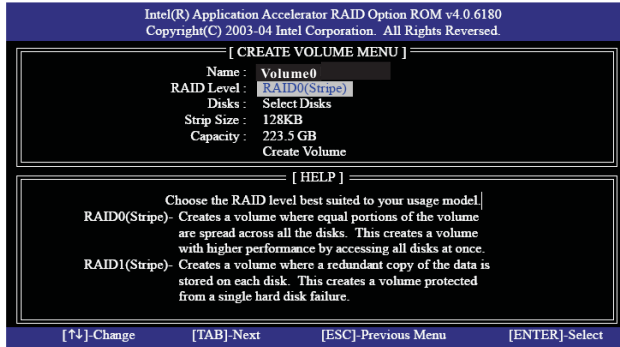 Intel(R) Application Accelerator RAID Option ROM v4.0.6180
Copyright(C) 2003-04 Intel Corporation. All Rights Reversed.
[ CREATE VOLUME MENU ]
Name : Volume0
RAID Level : RAID0(Stripe)
Disks : Select Disks
Strip Size : 128KB
Capacity : 223.5 GB
Create Volume
[ HELP ]
Choose the RAID level best suited to your usage model.
RAID0(Stripe)- Creates a volume where equal portions of the volume
are spread across all the disks. This creates a volume
with higher performance by accessing all disks at once.
RAID1(Stripe)- Creates a volume where a redundant copy of the data is
stored on each disk. This creates a volume protected
from a single hard disk failure.
[↑↓]-Change [TAB]-Next [ESC]-Previous Menu [ENTER]-Select